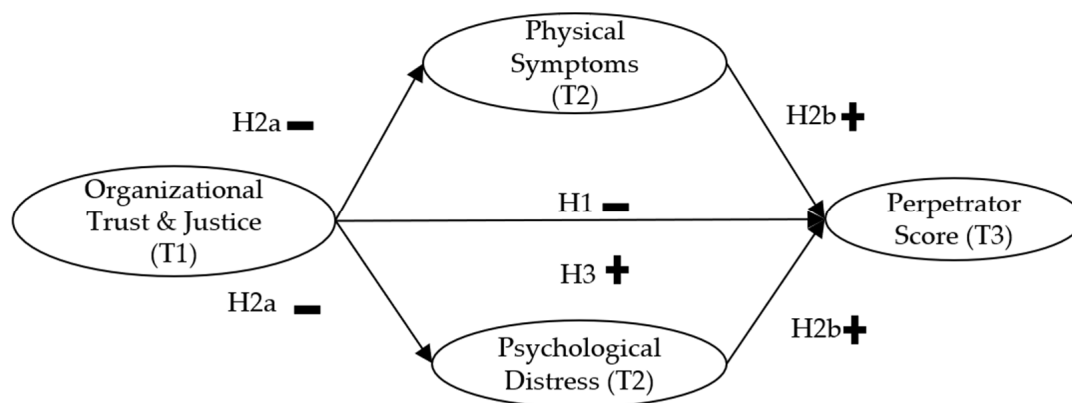 Physical
Symptoms
(T2)
H2a -
H2b +
Organizational
Trust & Justice
(T1)
H1 -
Perpetrator
Score (T3)
H3 +
H2a -
H2b +
Psychological
Distress (T2)